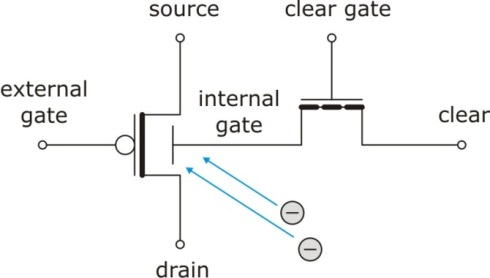 source
clear gate
external
gate
internal
gate
clear
−
−
drain